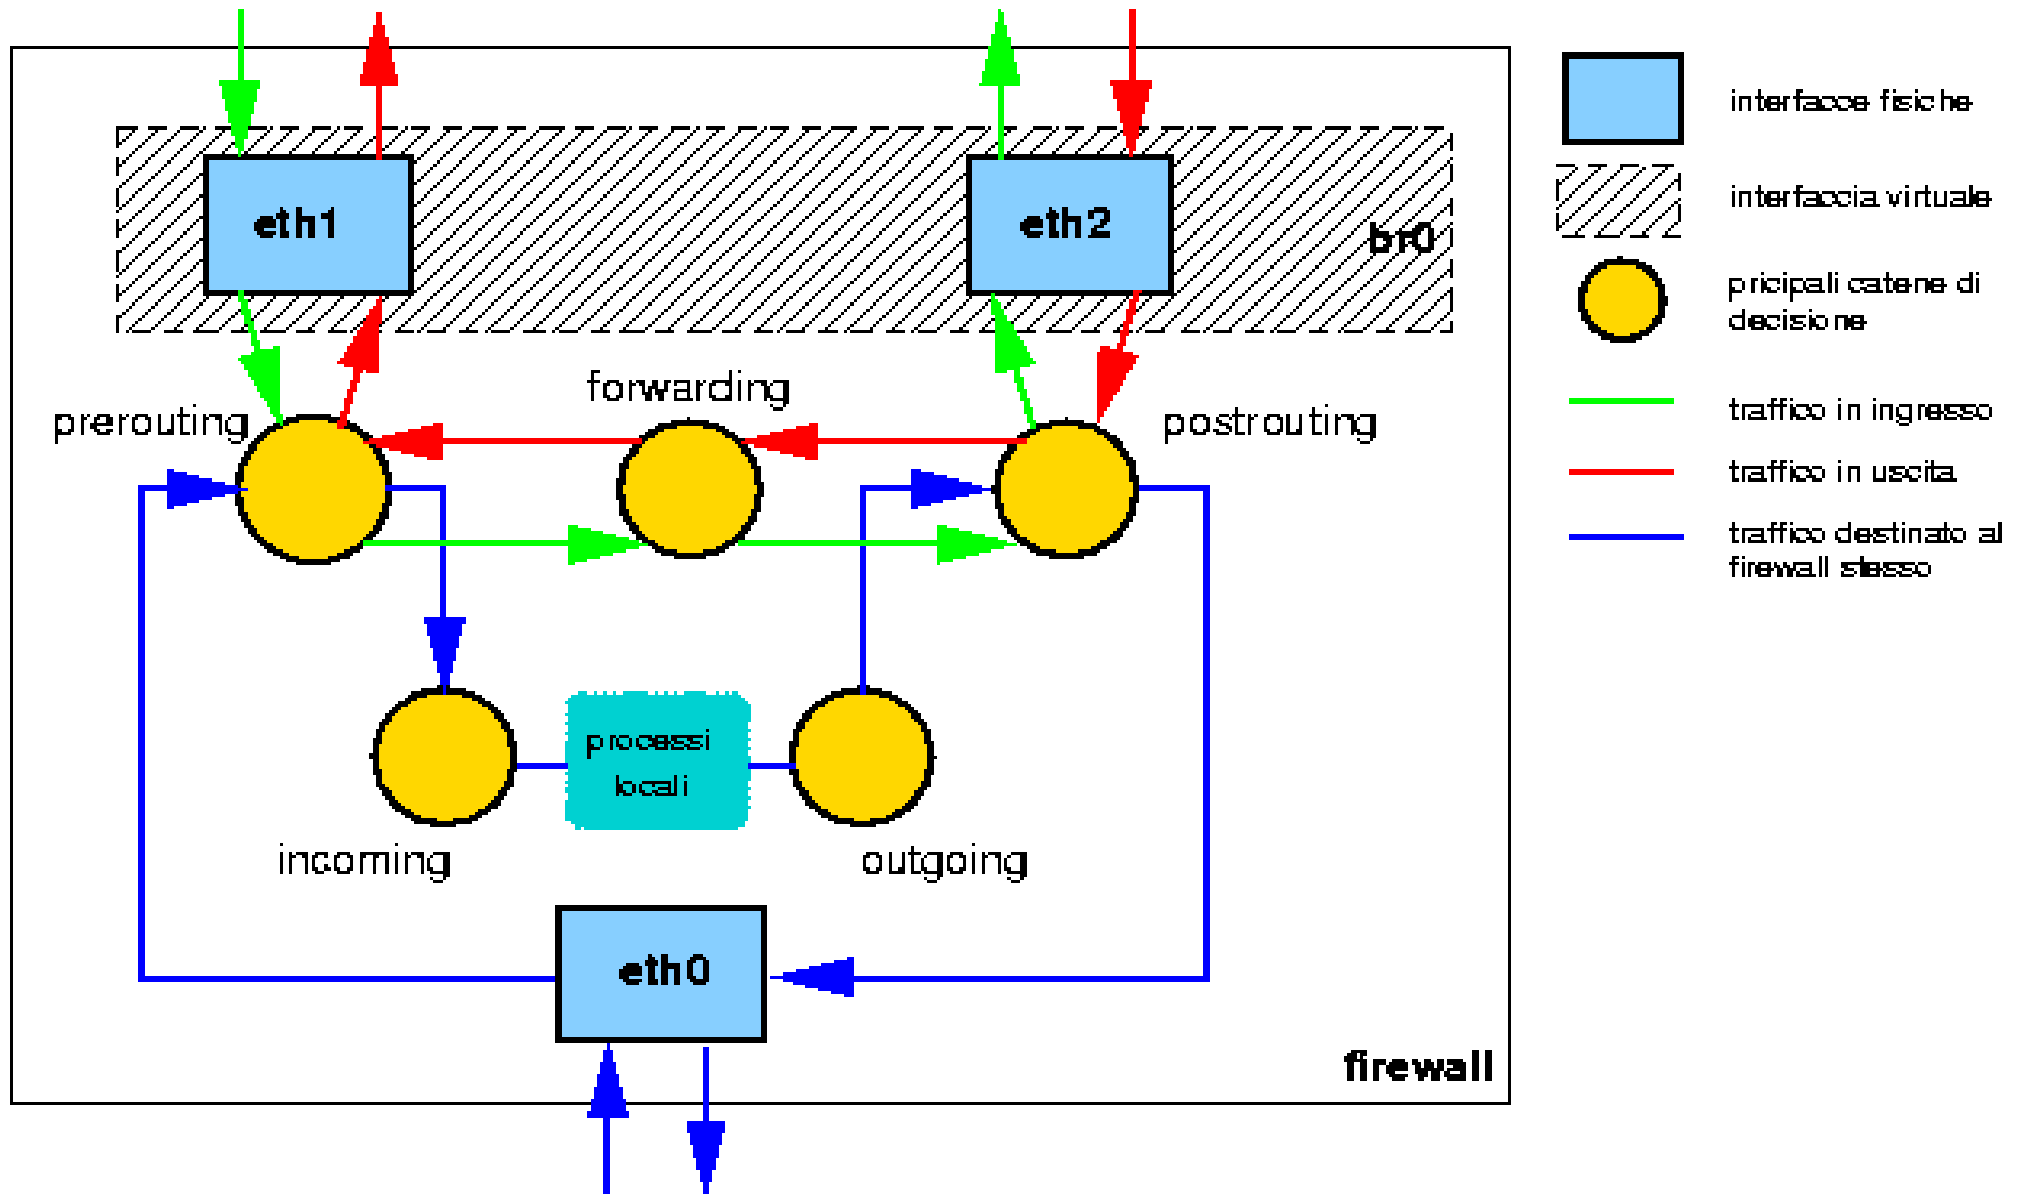 eth1
eth2
br0
forwarding
prerouting
postrouting
processi
locali
incoming
outgoing
eth0
firewall
interfacce fisiche
interfaccia virtuale
pricipali catene di
decisione
traffico in ingresso
traffico in uscita
traffico destinato al
firewall stesso